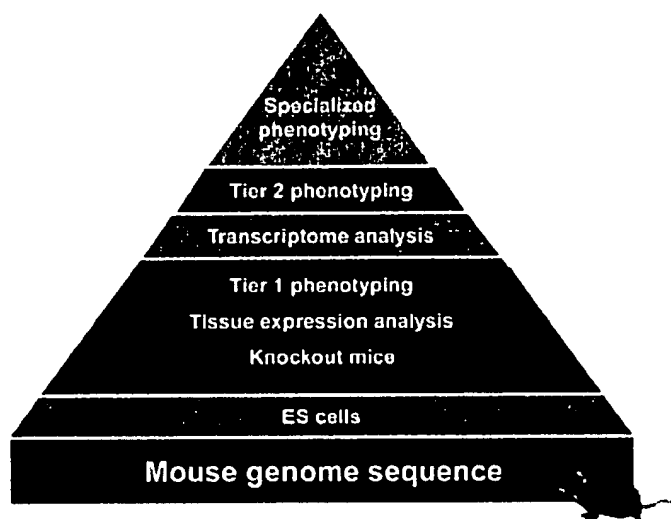 Specialized
phenotyping
Tier 2 phenotyping
Transcriptome analysis
Tier 1 phenotyping
Tissue expression analysis
Knockout mice
ES cells
Mouse genome sequence